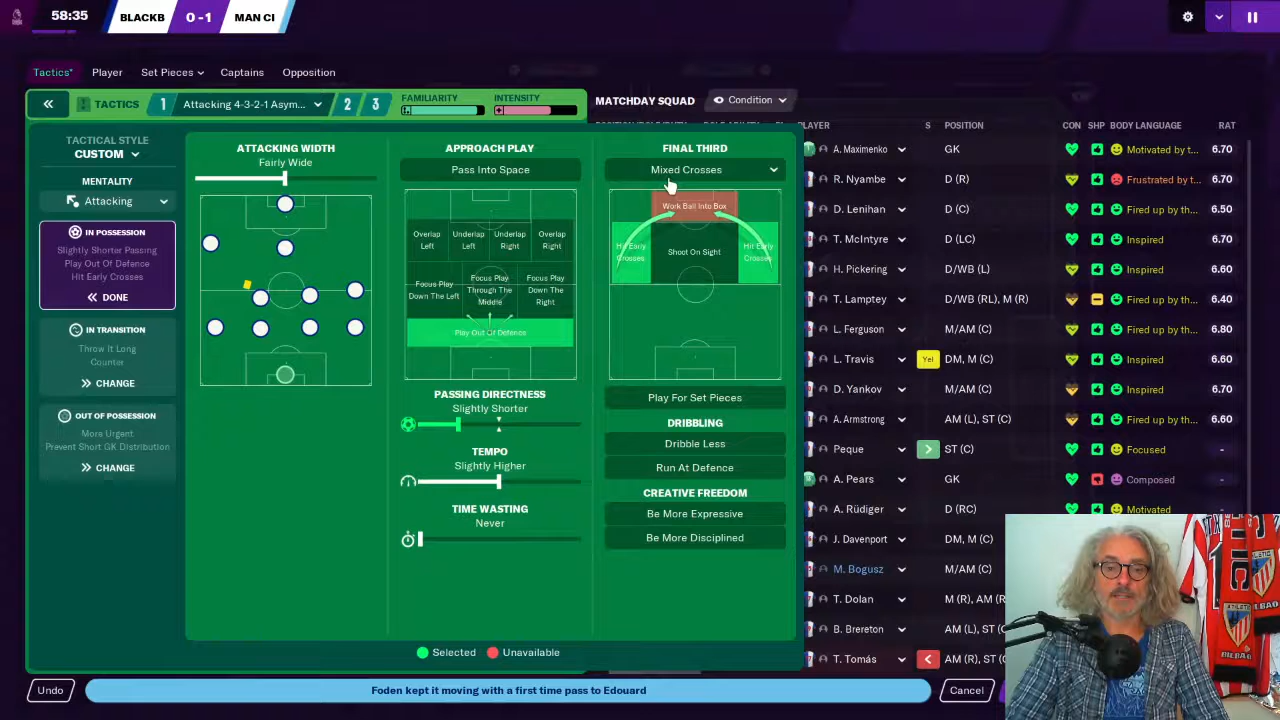 58:35
BLACKB
0 - 1
MAN CI
Tactics*
Player
Set Pieces
Captains
Opposition
TACTICS
1
Attacking 4-3-2-1 Asym...
2
3
FAMILIARITY
INTENSITY
MATCHDAY SQUAD
Condition
TACTICAL STYLE
CUSTOM
MENTALITY
Attacking
IN POSSESSION
Slightly Shorter Passing
Play Out Of Defence
Hit Early Crosses
DONE
IN TRANSITION
Throw It Long
Counter
CHANGE
OUT OF POSSESSION
More Urgent
Prevent Short GK Distribution
CHANGE
ATTACKING WIDTH
Fairly Wide
APPROACH PLAY
Pass Into Space
Overlap Left
Underlap Left
Underlap Right
Overlap Right
Focus Play Down The Left
Focus Play Through The Middle
Focus Play Down The Right
Play Out Of Defence
PASSING DIRECTNESS
Slightly Shorter
TEMPO
Slightly Higher
TIME WASTING
Never
FINAL THIRD
Mixed Crosses
Work Ball Into Box
Hit Early Crosses
Shoot On Sight
Hit Early Crosses
Play For Set Pieces
DRIBBLING
Dribble Less
Run At Defence
CREATIVE FREEDOM
Be More Expressive
Be More Disciplined
Selected
Unavailable
PLAYER S POSITION CON SHP BODY LANGUAGE RAT
A. Maximenko GK Motivated by t... 6.70
R. Nyambe D (R) Frustrated by t... 6.70
D. Lenihan D (C) Fired up by th... 6.50
T. McIntyre D (LC) Inspired 6.70
H. Pickering D/WB (L) Inspired 6.60
T. Lamptey D/WB (RL), M (R) Fired up by th... 6.40
L. Ferguson M/AM (C) Fired up by th... 6.80
L. Travis Yel DM, M (C) Inspired 6.60
D. Yankov M/AM (C) Inspired 6.70
A. Armstrong AM (L), ST (C) Fired up by th... 6.60
Peque ST (C) Focused -
A. Pears GK Composed -
A. Rüdiger D (RC) Motivated -
J. Davenport DM, M (C)
M. Bogusz M/AM (C)
T. Dolan M (R), AM (R
B. Brereton AM (L), ST (C
T. Tomás AM (R), ST (C
Undo
Foden kept it moving with a first time pass to Edouard
Cancel